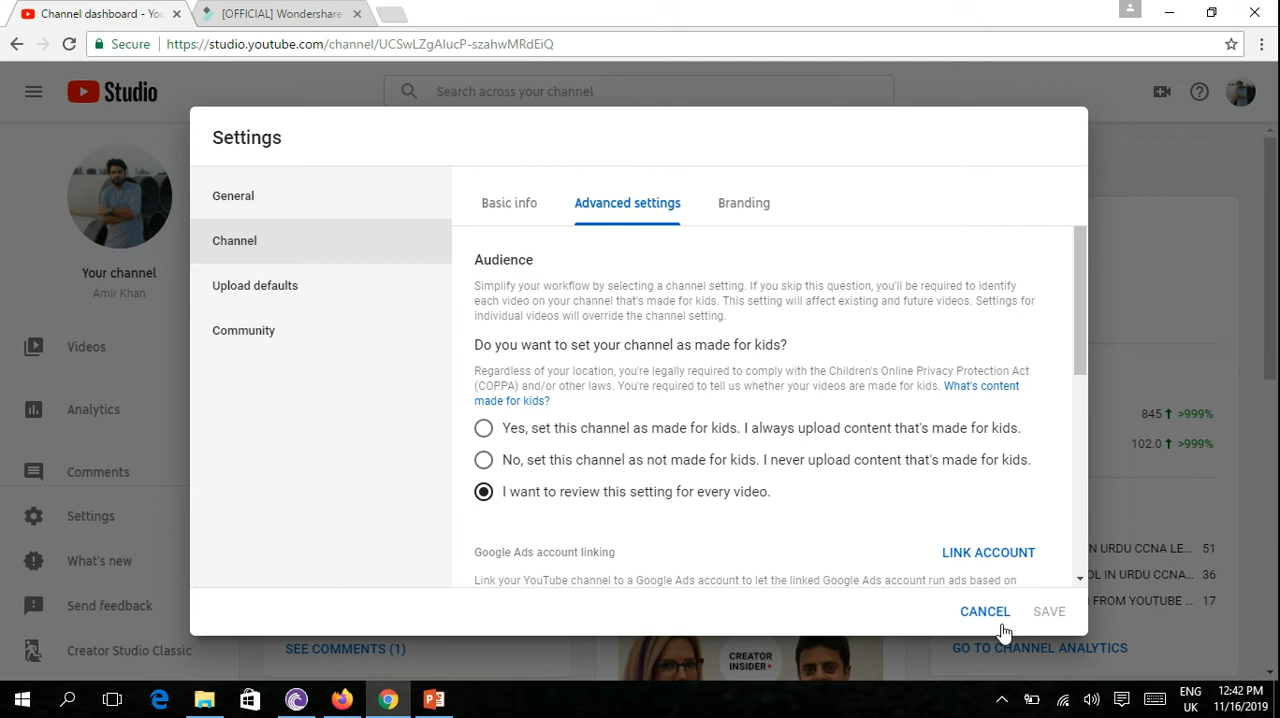 Channel dashboard - You
[OFFICIAL] Wondershare
Secure
https://studio.youtube.com/channel/UCSwLZgAlucP-szahwMRdEiQ
Studio
Search across your channel
Settings
General
Channel
Upload defaults
Community
Basic info
Advanced settings
Branding
Audience
Simplify your workflow by selecting a channel setting. If you skip this question, you'll be required to identify
each video on your channel that's made for kids. This setting will affect existing and future videos. Settings for
individual videos will override the channel setting.
Do you want to set your channel as made for kids?
Regardless of your location, you're legally required to comply with the Children's Online Privacy Protection Act
(COPPA) and/or other laws. You're required to tell us whether your videos are made for kids. What's content
made for kids?
Yes, set this channel as made for kids. I always upload content that's made for kids.
No, set this channel as not made for kids. I never upload content that's made for kids.
I want to review this setting for every video.
Google Ads account linking
LINK ACCOUNT
Link your YouTube channel to a Google Ads account to let the linked Google Ads account run ads based on
CANCEL
SAVE
Your channel
Amir Khan
Videos
Analytics
Comments
Settings
What's new
Send feedback
Creator Studio Classic
845 >999%
102.0 >999%
N URDU CCNA LE... 51
OL IN URDU CCNA... 36
FROM YOUTUBE ... 17
SEE COMMENTS (1)
CREATOR
INSIDER
GO TO CHANNEL ANALYTICS
ENG
UK
12:42 PM
11/16/2019